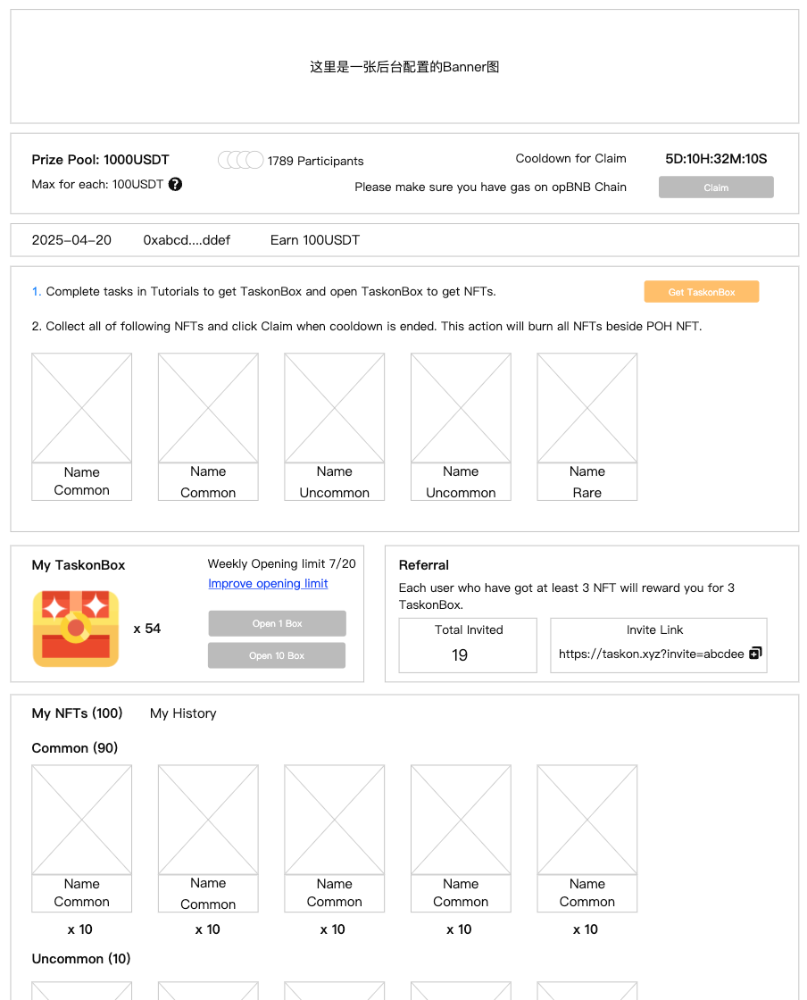 这里是一张后台配置的Banner图
Prize Pool: 1000USDT
1789 Participants
Cooldown for Claim
5D:10H:32M:10S
Max for each: 100USDT ?
Please make sure you have gas on opBNB Chain
Claim
2025-04-20
0xabcd....ddef
Earn 100USDT
1. Complete tasks in Tutorials to get TaskonBox and open TaskonBox to get NFTs.
Get TaskonBox
2. Collect all of following NFTs and click Claim when cooldown is ended. This action will burn all NFTs beside POH NFT.
Name
Common
Name
Common
Name
Uncommon
Name
Uncommon
Name
Rare
My TaskonBox
Weekly Opening limit 7/20
Improve opening limit
x 54
Open 1 Box
Open 10 Box
Referral
Each user who have got at least 3 NFT will reward you for 3
TaskonBox.
Total Invited
19
Invite Link
https://taskon.xyz?invite=abcdee
My NFTs (100)
My History
Common (90)
Name
Common
x 10
Name
Common
x 10
Name
Common
x 10
Name
Common
x 10
Name
Common
x 10
Uncommon (10)